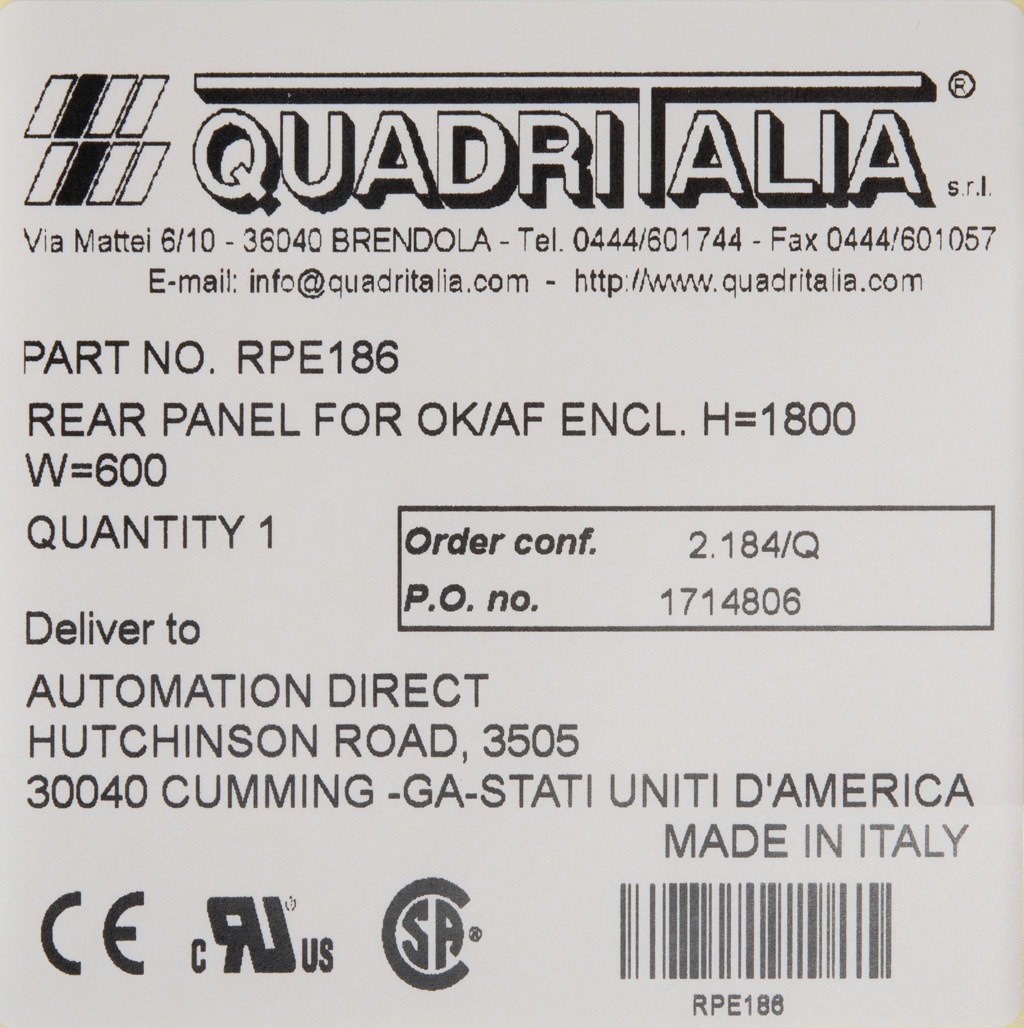 QUADRITALIA ® s.r.l.
Via Mattei 6/10 - 36040 BRENDOLA - Tel. 0444/601744 - Fax 0444/601057
E-mail: info@quadritalia.com - http://www.quadritalia.com
PART NO. RPE186
REAR PANEL FOR OK/AF ENCL. H=1800
W=600
QUANTITY 1
Order conf. 2.184/Q
P.O. no. 1714806
Deliver to
AUTOMATION DIRECT
HUTCHINSON ROAD, 3505
30040 CUMMING -GA-STATI UNITI D'AMERICA
MADE IN ITALY
CE c RU US SA ®
RPE186